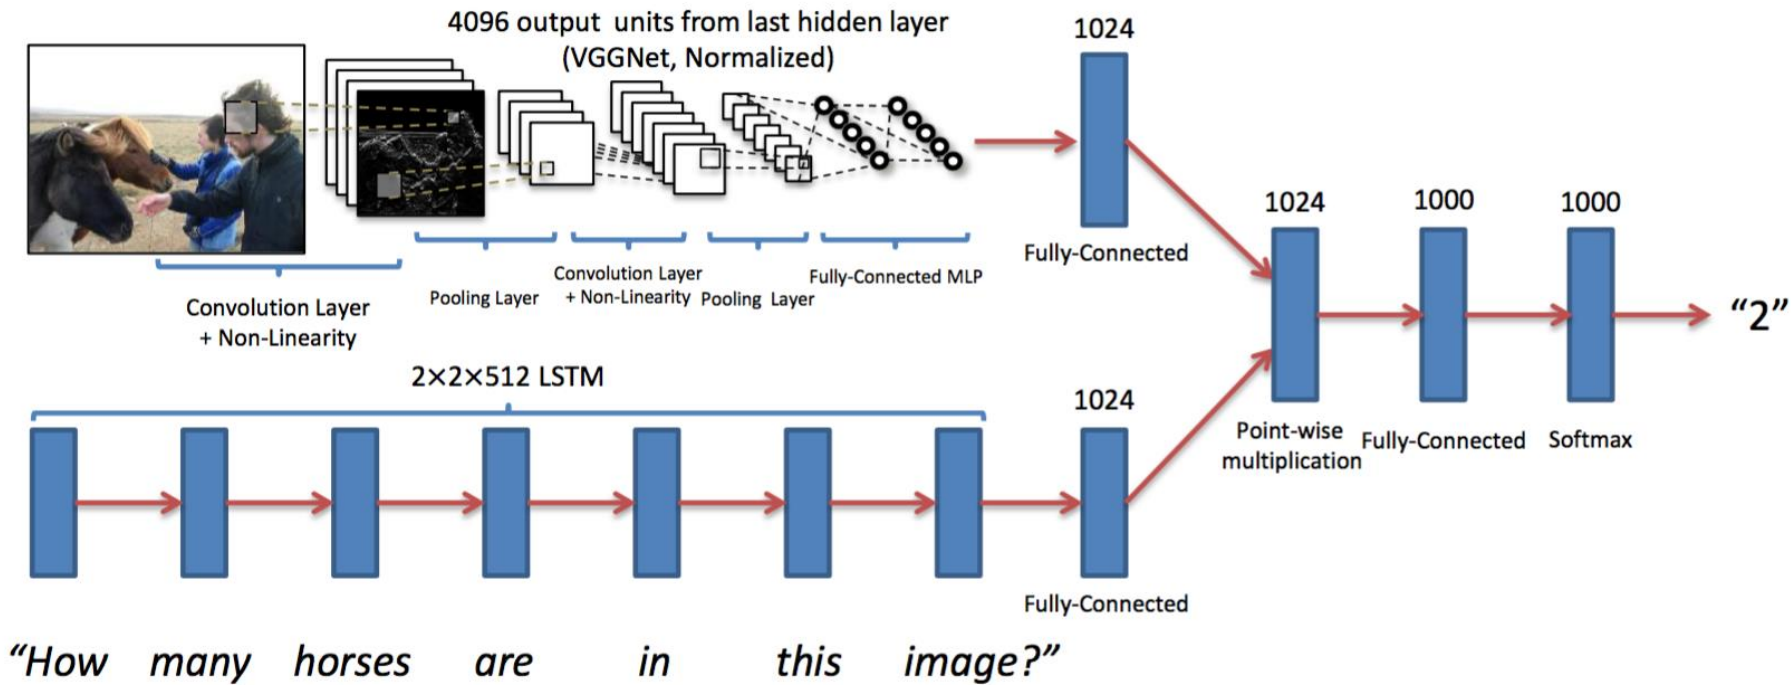 4096 output units from last hidden layer
(VGGNet, Normalized)
1024
Fully-Connected
Convolution Layer
+ Non-Linearity
Pooling Layer
Convolution Layer
+ Non-Linearity
Pooling Layer
Fully-Connected MLP
2×2×512 LSTM
1024
Fully-Connected
“How many horses are in this image?”
1024
Point-wise
multiplication
1000
Fully-Connected
1000
Softmax
“2”